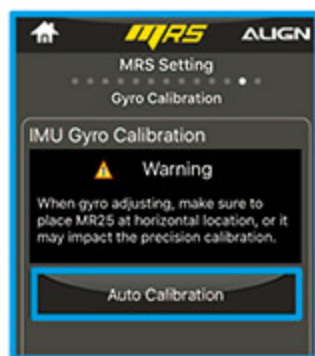 MRS ALIGN
MRS Setting
Gyro Calibration
IMU Gyro Calibration
Warning
When gyro adjusting, make sure to
place MR25 at horizontal location, or it
may impact the precision calibration.
Auto Calibration